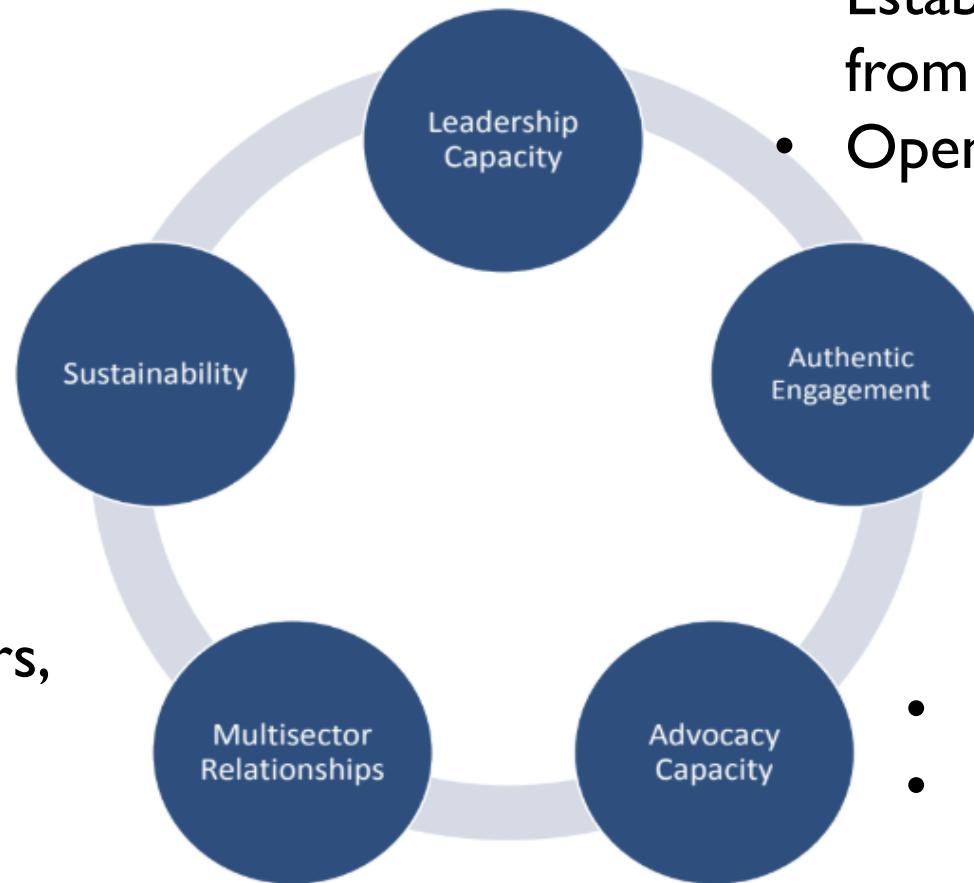 from
• Oper
Leadership
Capacity
Sustainability
Authentic
Engagement
rs,
Multisector
Relationships
Advocacy
Capacity
•
•